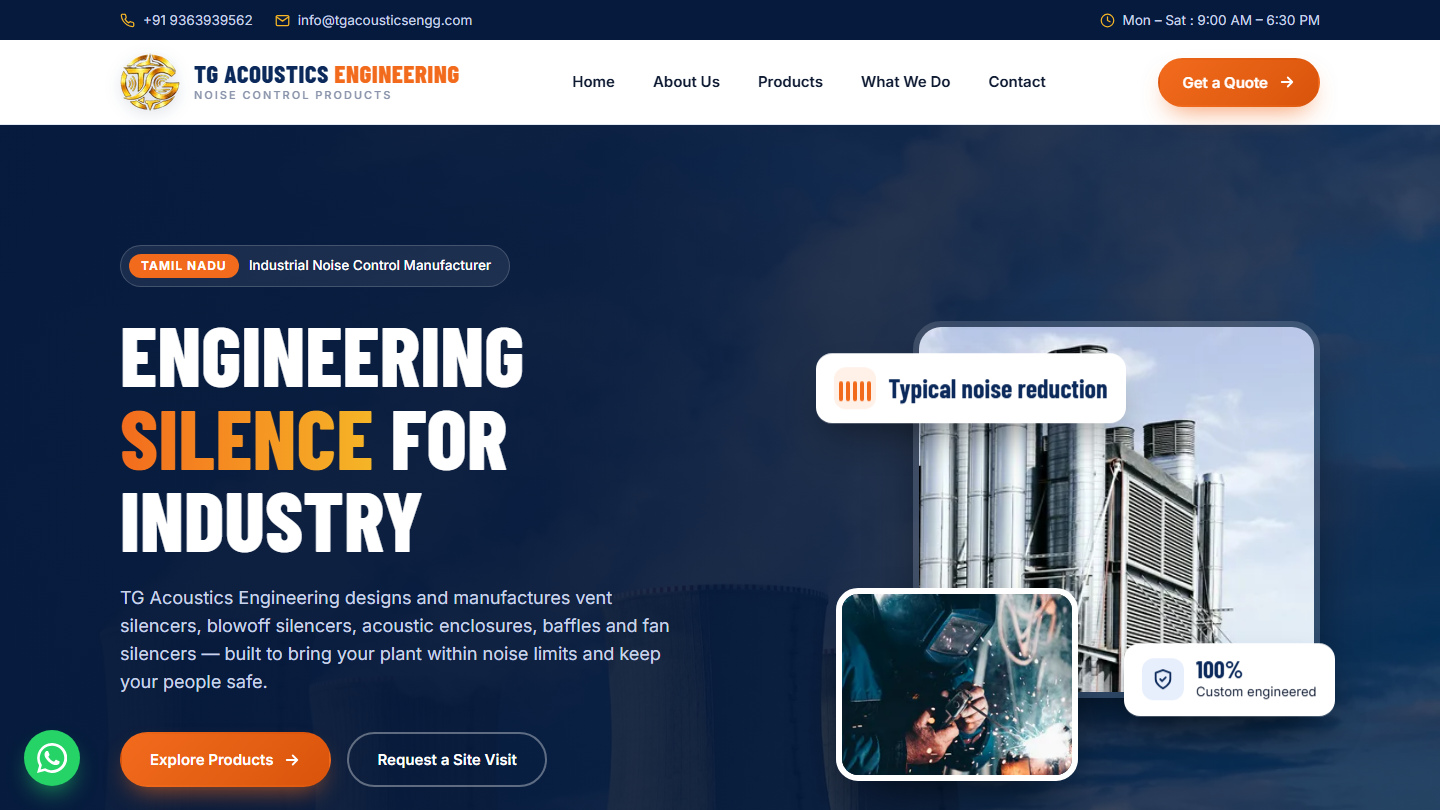 +91 9363939562
info@tgacousticsengg.com
Mon – Sat : 9:00 AM – 6:30 PM
TG
TG ACOUSTICS ENGINEERING
NOISE CONTROL PRODUCTS
Home
About Us
Products
What We Do
Contact
Get a Quote
TAMIL NADU
Industrial Noise Control Manufacturer
ENGINEERING
SILENCE FOR
INDUSTRY
TG Acoustics Engineering designs and manufactures vent
silencers, blowoff silencers, acoustic enclosures, baffles and fan
silencers — built to bring your plant within noise limits and keep
your people safe.
Explore Products
Request a Site Visit
Typical noise reduction
100%
Custom engineered